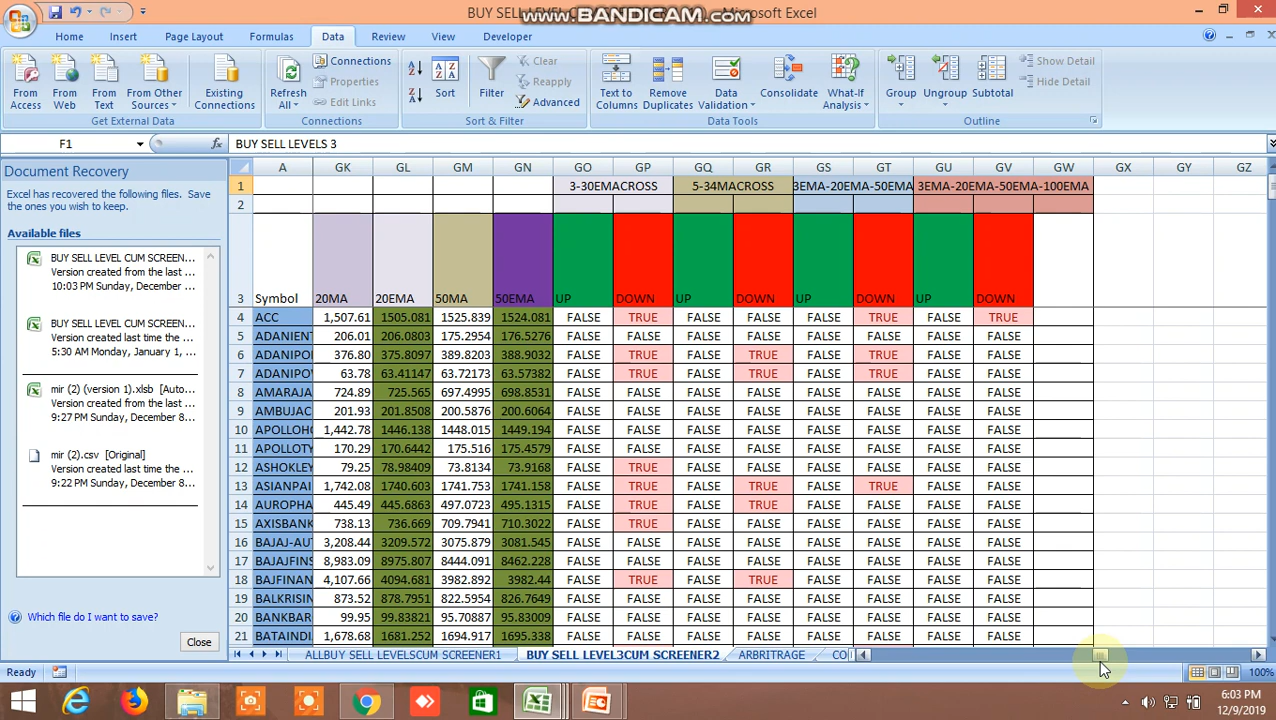 BUY SELL LEVEL C
www.BANDICAM.com
Microsoft Excel
Home Insert Page Layout Formulas Data Review View Developer
From Access
From Web
From Text
From Other Sources
Existing Connections
Get External Data
Refresh All
Connections
Properties
Edit Links
Connections
Sort
Filter
Clear
Reapply
Advanced
Sort & Filter
Text to Columns
Remove Duplicates
Data Validation
Consolidate
What-If Analysis
Data Tools
Group
Ungroup
Subtotal
Show Detail
Hide Detail
Outline
F1 fx BUY SELL LEVELS 3
Document Recovery
Excel has recovered the following files. Save
the ones you wish to keep.
Available files
BUY SELL LEVEL CUM SCREEN...
Version created from the last ...
10:03 PM Sunday, December ...
BUY SELL LEVEL CUM SCREEN...
Version created from the last ...
5:30 AM Monday, January 1, ...
mir (2) (version 1).xlsb [Auto...
Version created from the last ...
9:27 PM Sunday, December 8...
mir (2).csv [Original]
Version created last time the ...
9:22 PM Sunday, December 8...
Which file do I want to save?
Close
A GK GL GM GN GO GP GQ GR GS GT GU GV GW GX GY GZ
1 3-30EMACROSS 5-34MACROSS 3EMA-20EMA-50EMA 3EMA-20EMA-50EMA-100EMA
2
3 Symbol 20MA 20EMA 50MA 50EMA UP DOWN UP DOWN UP DOWN UP DOWN
4 ACC 1,507.61 1505.081 1525.839 1524.081 FALSE TRUE FALSE FALSE FALSE TRUE FALSE TRUE
5 ADANIENT 206.01 206.0803 175.2954 176.5276 FALSE FALSE FALSE FALSE FALSE FALSE FALSE FALSE
6 ADANIPO 376.80 375.8097 389.8203 388.9032 FALSE TRUE FALSE TRUE FALSE TRUE FALSE FALSE
7 ADANIPOV 63.78 63.41147 63.72173 63.57382 FALSE TRUE FALSE TRUE FALSE TRUE FALSE FALSE
8 AMARAJA 724.89 725.565 697.4995 698.8531 FALSE FALSE FALSE FALSE FALSE FALSE FALSE FALSE
9 AMBUJAC 201.93 201.8508 200.5876 200.6064 FALSE FALSE FALSE FALSE FALSE FALSE FALSE FALSE
10 APOLLOH 1,442.78 1446.138 1448.015 1449.194 FALSE FALSE FALSE FALSE FALSE FALSE FALSE FALSE
11 APOLLOTY 170.29 170.6442 175.516 175.4579 FALSE FALSE FALSE FALSE FALSE FALSE FALSE FALSE
12 ASHOKLEY 79.25 78.98409 73.8134 73.9168 FALSE TRUE FALSE FALSE FALSE FALSE FALSE FALSE
13 ASIANPAI 1,742.08 1740.603 1741.753 1741.158 FALSE TRUE FALSE TRUE FALSE TRUE FALSE FALSE
14 AUROPHA 445.49 445.6863 497.0723 495.1315 FALSE TRUE FALSE TRUE FALSE FALSE FALSE FALSE
15 AXISBANK 738.13 736.669 709.7941 710.3022 FALSE TRUE FALSE FALSE FALSE FALSE FALSE FALSE
16 BAJAJ-AUT 3,208.44 3209.572 3075.879 3081.545 FALSE FALSE FALSE FALSE FALSE FALSE FALSE FALSE
17 BAJAJFINS 8,983.09 8975.807 8444.091 8462.228 FALSE FALSE FALSE FALSE FALSE FALSE FALSE FALSE
18 BAJFINAN 4,107.66 4094.681 3982.892 3982.44 FALSE TRUE FALSE TRUE FALSE FALSE FALSE FALSE
19 BALKRISIN 873.52 878.7951 822.5954 826.7649 FALSE FALSE FALSE FALSE FALSE FALSE FALSE FALSE
20 BANKBAR 99.95 99.83821 95.70887 95.83009 FALSE FALSE FALSE FALSE FALSE FALSE FALSE FALSE
21 BATAINDI 1,678.68 1681.252 1694.917 1695.338 FALSE FALSE FALSE FALSE FALSE FALSE FALSE FALSE
ALLBUY SELL LEVELSCUM SCREENER1 BUY SELL LEVEL3CUM SCREENER2 ARBRITRAGE CO
Ready 100%
6:03 PM
12/9/2019